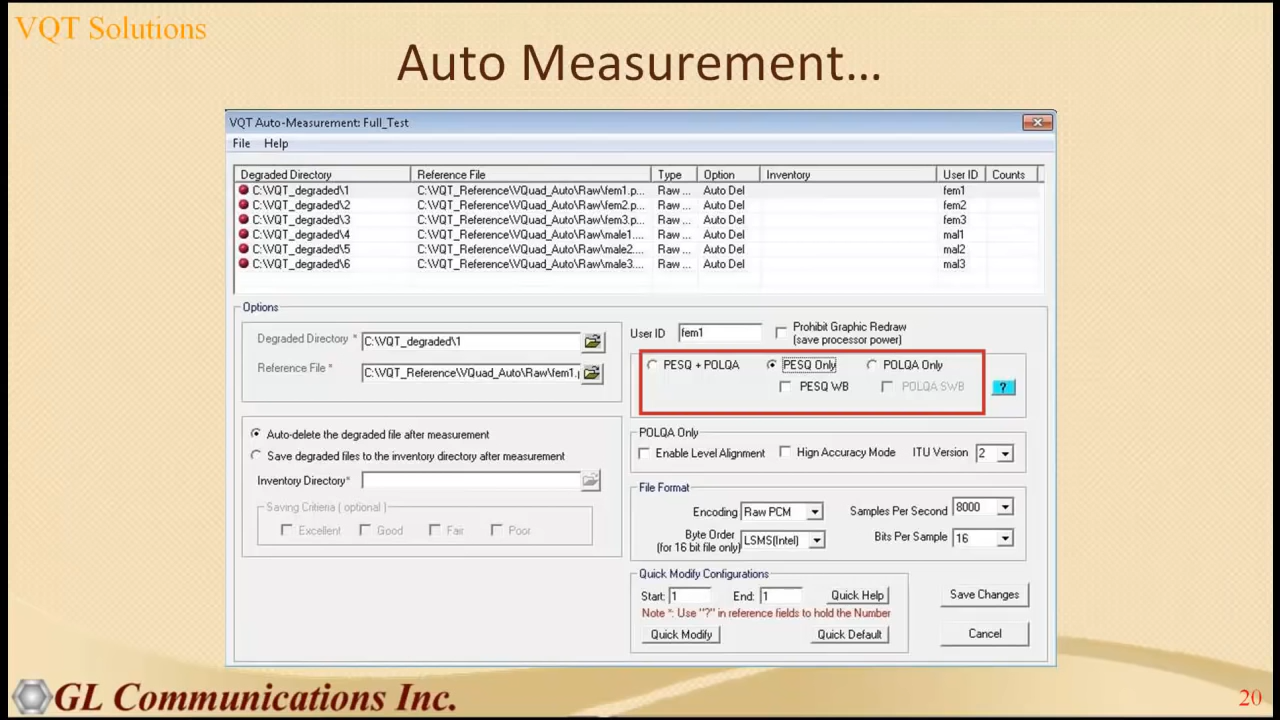 VQT Solutions
Auto Measurement...
VQT Auto-Measurement: Full_Test
File Help
Degraded Directory Reference File Type Option Inventory User ID Counts
C:\VQT_degraded\1 C:\VQT_Reference\VQuad_Auto\Raw\fem1.p... Raw ... Auto Del fem1
C:\VQT_degraded\2 C:\VQT_Reference\VQuad_Auto\Raw\fem2.p... Raw ... Auto Del fem2
C:\VQT_degraded\3 C:\VQT_Reference\VQuad_Auto\Raw\fem3.p... Raw ... Auto Del fem3
C:\VQT_degraded\4 C:\VQT_Reference\VQuad_Auto\Raw\male1.... Raw ... Auto Del mal1
C:\VQT_degraded\5 C:\VQT_Reference\VQuad_Auto\Raw\male2.... Raw ... Auto Del mal2
C:\VQT_degraded\6 C:\VQT_Reference\VQuad_Auto\Raw\male3.... Raw ... Auto Del mal3
Options
Degraded Directory * C:\VQT_degraded\1
Reference File * C:\VQT_Reference\VQuad_Auto\Raw\fem1.p
Auto-delete the degraded file after measurement
Save degraded files to the inventory directory after measurement
Inventory Directory*
Saving Criteria ( optional )
Excellent Good Fair Poor
User ID fem1 Prohibit Graphic Redraw
(save processor power)
PESQ + POLQA PESQ Only POLQA Only
PESQ WB POLQA SWB ?
POLQA Only
Enable Level Alignment Hign Accuracy Mode ITU Version 2
File Format
Encoding Raw PCM Samples Per Second 8000
Byte Order
(for 16 bit file only) LSMS(Intel) Bits Per Sample 16
Quick Modify Configurations
Start: 1 End: 1 Quick Help
Note *: Use "?" in reference fields to hold the Number
Quick Modify Quick Default
Save Changes
Cancel
GL Communications Inc.
20